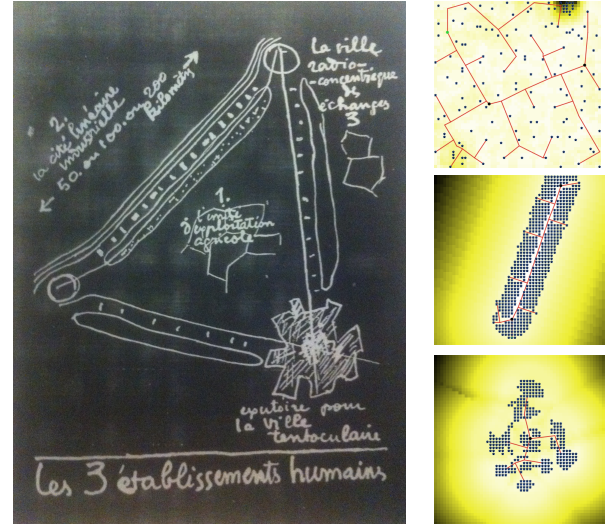 la ville
radio-
-concentrique
des
échanges
3
2.
la cité linéaire
industrielle
50. ou 100. ou 200
kilomètres
1.
l'unité
d'exploitation
agricole
exutoire pour
la ville
tentaculaire
Les 3 établissements humains